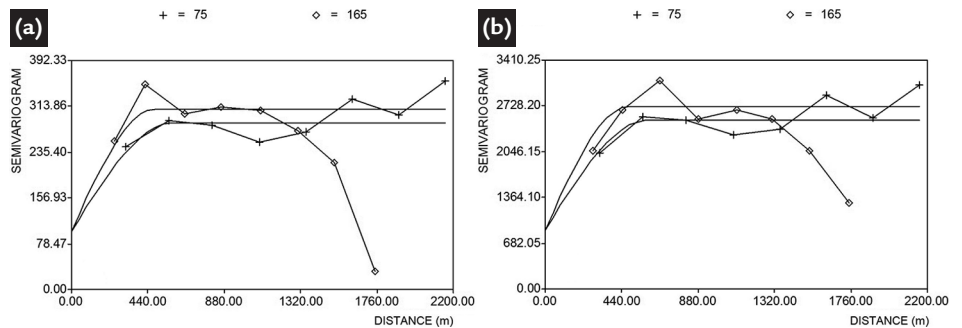 (a)
+ = 75 ◇ = 165
392.33
313.86
235.40
156.93
78.47
0.00
SEMIVARIOGRAM
0.00 440.00 880.00 1320.00 1760.00 2200.00
DISTANCE (m)
(b)
+ = 75 ◇ = 165
3410.25
2728.20
2046.15
1364.10
682.05
0.00
SEMIVARIOGRAM
0.00 440.00 880.00 1320.00 1760.00 2200.00
DISTANCE (m)